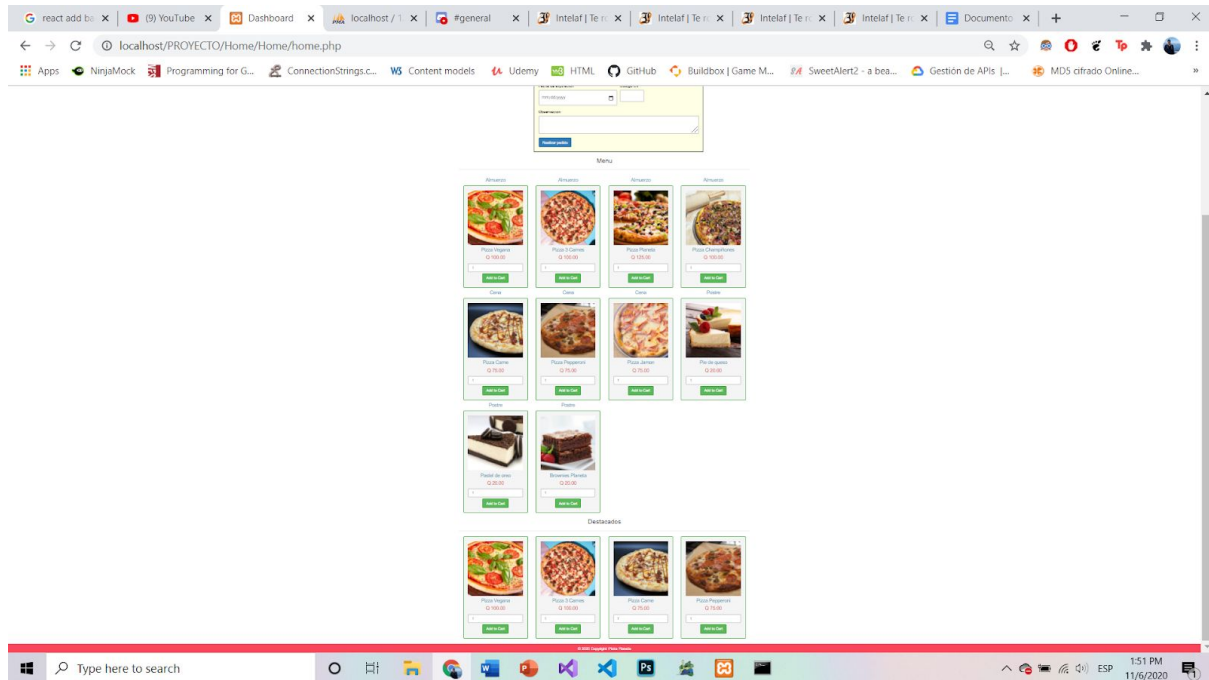 react add ba
(9) YouTube
Dashboard
localhost / 1
#general
Intelaf | Te r
Intelaf | Te r
Intelaf | Te r
Intelaf | Te r
Documento
localhost/PROYECTO/Home/Home/home.php
Apps
NinjaMock
Programming for G...
ConnectionStrings.c...
Content models
Udemy
HTML
GitHub
Buildbox | Game M...
SweetAlert2 - a bea...
Gestión de APIs |...
MD5 cifrado Online...
»
Realizar pedido
Menu
Almuerzo Almuerzo Almuerzo Almuerzo
Pizza Vegana Pizza 3 Carnes Pizza Planeta Pizza Champiñones
Q 100.00 Q 100.00 Q 125.00 Q 100.00
Add to Cart Add to Cart Add to Cart Add to Cart
Cena Cena Cena Postre
Pizza Carne Pizza Pepperoni Pizza Jamon Pie de queso
Q 75.00 Q 75.00 Q 70.00 Q 20.00
Add to Cart Add to Cart Add to Cart Add to Cart
Postre Postre
Pastel de oreo Brownies Planeta
Q 20.00 Q 20.00
Add to Cart Add to Cart
Destacados
Pizza Vegana Pizza 3 Carnes Pizza Carne Pizza Pepperoni
Q 100.00 Q 100.00 Q 75.00 Q 75.00
Add to Cart Add to Cart Add to Cart Add to Cart
© 2020 Copyright
Type here to search
ESP
1:51 PM
11/6/2020